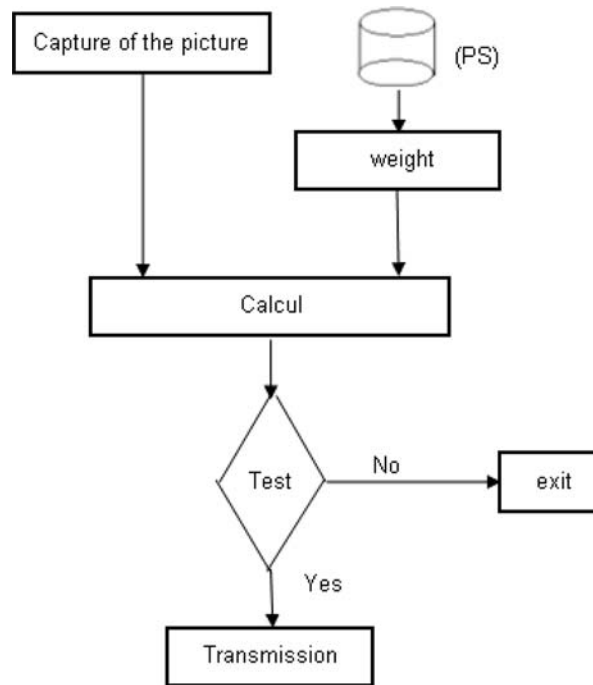 Capture of the picture
(PS)
weight
Calcul
Test
No
exit
Yes
Transmission